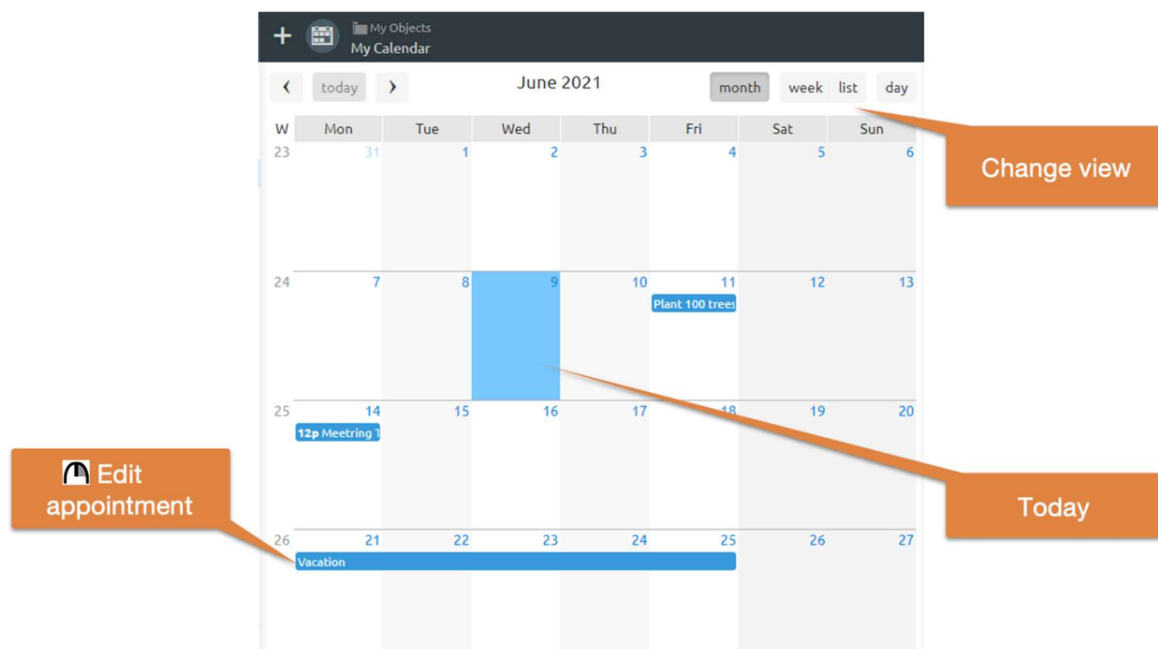 My Objects
My Calendar
today June 2021 month week list day
W Mon Tue Wed Thu Fri Sat Sun
23 31 1 2 3 4 5 6
Change view
24 7 8 9 10 11 12 13
Plant 100 trees
25 14 15 16 17 18 19 20
12p Meetring T
Edit
appointment
Today
26 21 22 23 24 25 26 27
Vacation